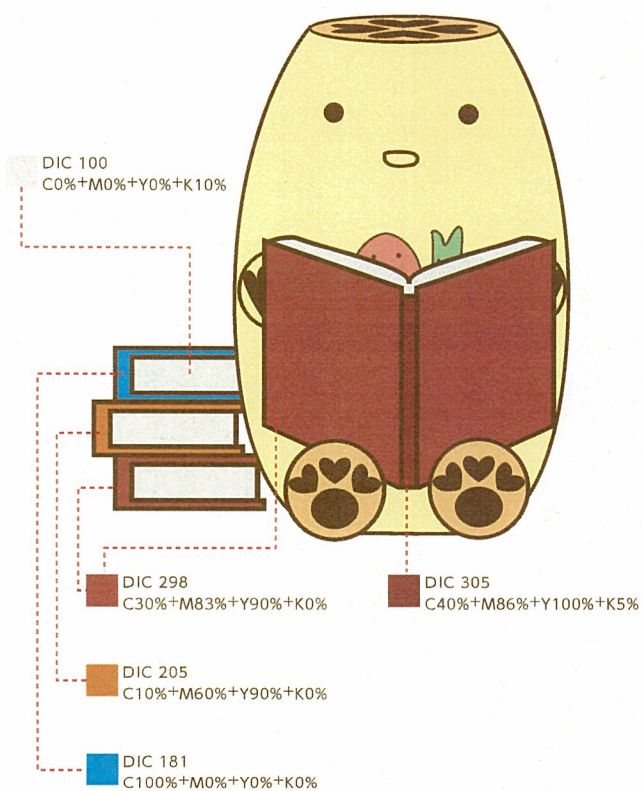 DIC 100
C0%+M0%+Y0%+K10%
DIC 298
C30%+M83%+Y90%+K0%
DIC 305
C40%+M86%+Y100%+K5%
DIC 205
C10%+M60%+Y90%+K0%
DIC 181
C100%+M0%+Y0%+K0%